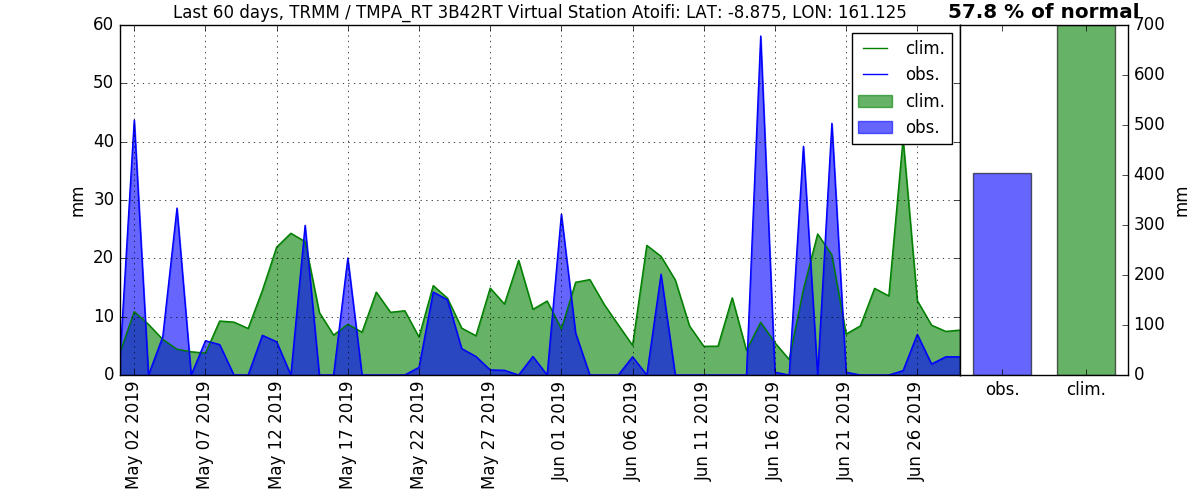 Last 60 days, TRMM / TMPA_RT 3B42RT Virtual Station Atoifi: LAT: -8.875, LON: 161.125
57.8 % of normal
60
50
40
30
20
10
0
mm
clim.
obs.
clim.
obs.
700
600
500
400
300
200
100
0
mm
May 02 2019
May 07 2019
May 12 2019
May 17 2019
May 22 2019
May 27 2019
Jun 01 2019
Jun 06 2019
Jun 11 2019
Jun 16 2019
Jun 21 2019
Jun 26 2019
obs.
clim.